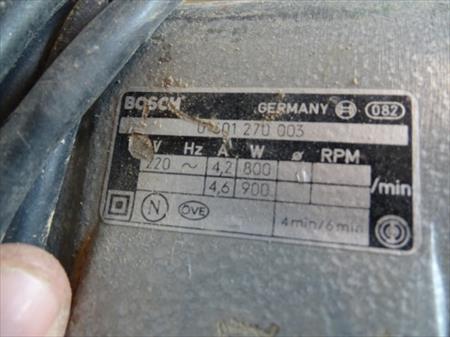 BOSCH GERMANY 082
0 601 270 003
V Hz A W ø RPM
220 ~ 4,2 800
4,6 900 /min
N ÖVE 4min/6min